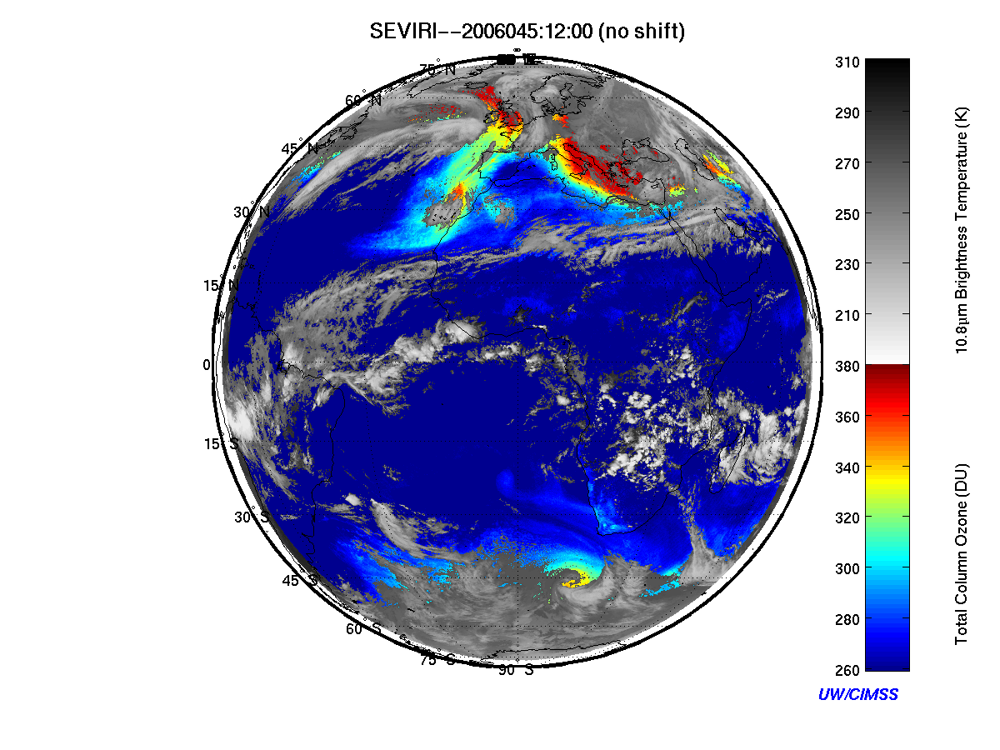 SEVIRI--2006045:12:00 (no shift)
75° N
60° N
45° N
30° N
15° N
0
15° S
30° S
45° S
60° S
75° S
90° S
310
290
270
250
230
210
380
360
340
320
300
280
260
10.8μm Brightness Temperature (K)
Total Column Ozone (DU)
UW/CIMSS